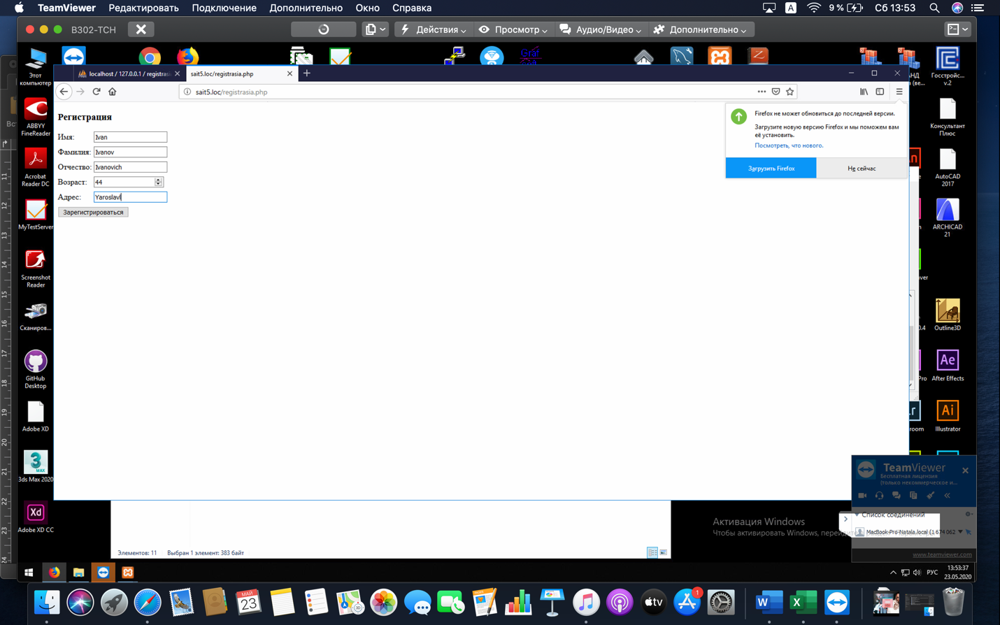 TeamViewer Редактировать Подключение Дополнительно Окно Справка
A 9 % Сб 13:53
B302-TCH
Действия Просмотр Аудио/Видео Дополнительно
Этот компьютер
ABBYY FineReader
Acrobat Reader DC
MyTestServer
Screenshot Reader
Сканиров...
GitHub Desktop
Adobe XD
3ds Max 2020
Adobe XD CC
localhost / 127.0.0.1 / registrasi
sait5.loc/registrasia.php
sait5.loc/registrasia.php
Регистрация
Имя: Ivan
Фамилия: Ivanov
Отчество: Ivanovich
Возраст: 44
Адрес: Yaroslavl
Зарегистрироваться
Firefox не может обновиться до последней версии.
Загрузите новую версию Firefox и мы поможем вам
её установить.
Посмотреть, что нового.
Загрузить Firefox
Не сейчас
Госстройс...
v.2
Консультант
Плюс
AutoCAD
2017
ARCHICAD
21
Outline3D
After Effects
Illustrator
Элементов: 11 Выбран 1 элемент: 383 байт
Активация Windows
Чтобы активировать Windows, перейдит
TeamViewer
Бесплатная лицензия
(только некоммерческое и...
Список соединений
MacBook-Pro-Natala.local (1 674 062
www.teamviewer.com
РУС
13:53:37
23.05.2020
МАЙ
23
1